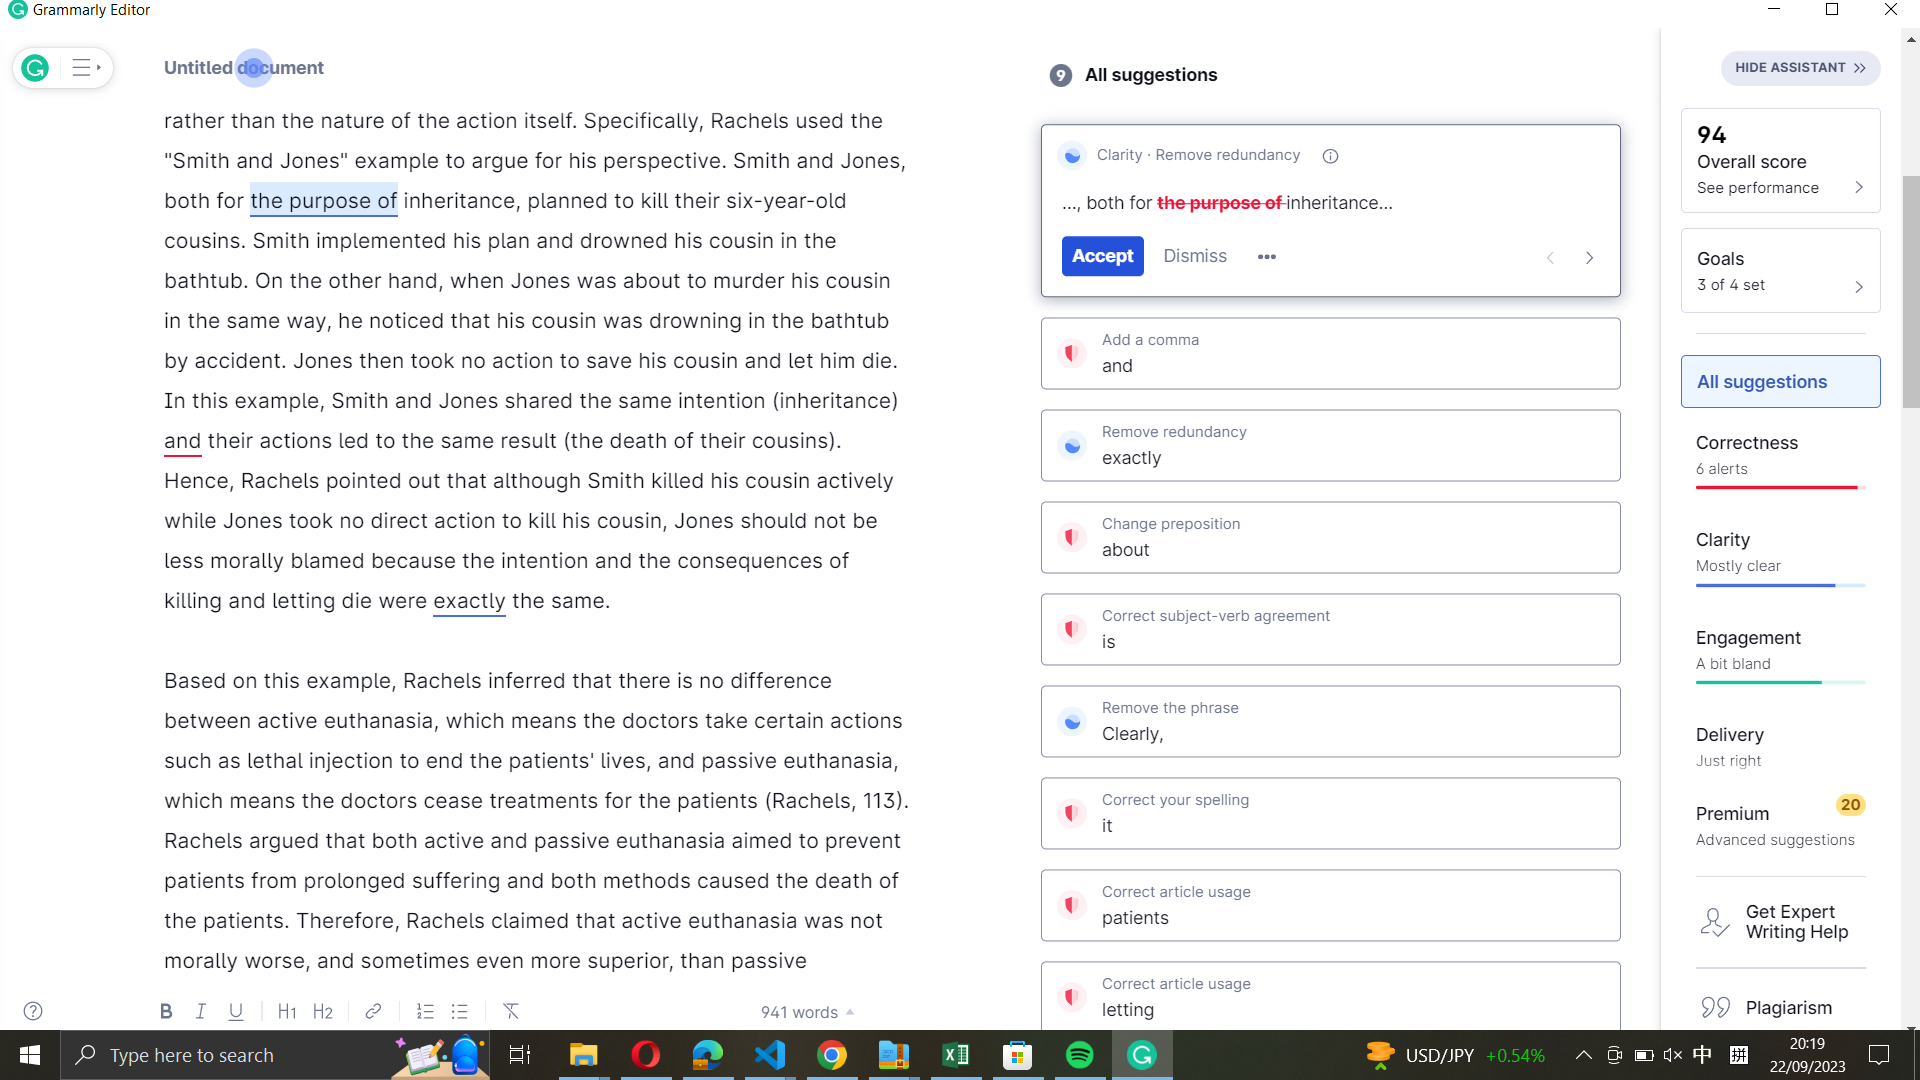 Grammarly Editor
Untitled document
rather than the nature of the action itself. Specifically, Rachels used the
"Smith and Jones" example to argue for his perspective. Smith and Jones,
both for the purpose of inheritance, planned to kill their six-year-old
cousins. Smith implemented his plan and drowned his cousin in the
bathtub. On the other hand, when Jones was about to murder his cousin
in the same way, he noticed that his cousin was drowning in the bathtub
by accident. Jones then took no action to save his cousin and let him die.
In this example, Smith and Jones shared the same intention (inheritance)
and their actions led to the same result (the death of their cousins).
Hence, Rachels pointed out that although Smith killed his cousin actively
while Jones took no direct action to kill his cousin, Jones should not be
less morally blamed because the intention and the consequences of
killing and letting die were exactly the same.
Based on this example, Rachels inferred that there is no difference
between active euthanasia, which means the doctors take certain actions
such as lethal injection to end the patients' lives, and passive euthanasia,
which means the doctors cease treatments for the patients (Rachels, 113).
Rachels argued that both active and passive euthanasia aimed to prevent
patients from prolonged suffering and both methods caused the death of
the patients. Therefore, Rachels claimed that active euthanasia was not
morally worse, and sometimes even more superior, than passive
B I U H1 H2
941 words
9 All suggestions
Clarity · Remove redundancy
..., both for the purpose of inheritance...
Accept Dismiss
Add a comma
and
Remove redundancy
exactly
Change preposition
about
Correct subject-verb agreement
is
Remove the phrase
Clearly,
Correct your spelling
it
Correct article usage
patients
Correct article usage
letting
HIDE ASSISTANT
94
Overall score
See performance
Goals
3 of 4 set
All suggestions
Correctness
6 alerts
Clarity
Mostly clear
Engagement
A bit bland
Delivery
Just right
Premium 20
Advanced suggestions
Get Expert
Writing Help
Plagiarism
Type here to search
USD/JPY +0.54%
中 拼
20:19
22/09/2023